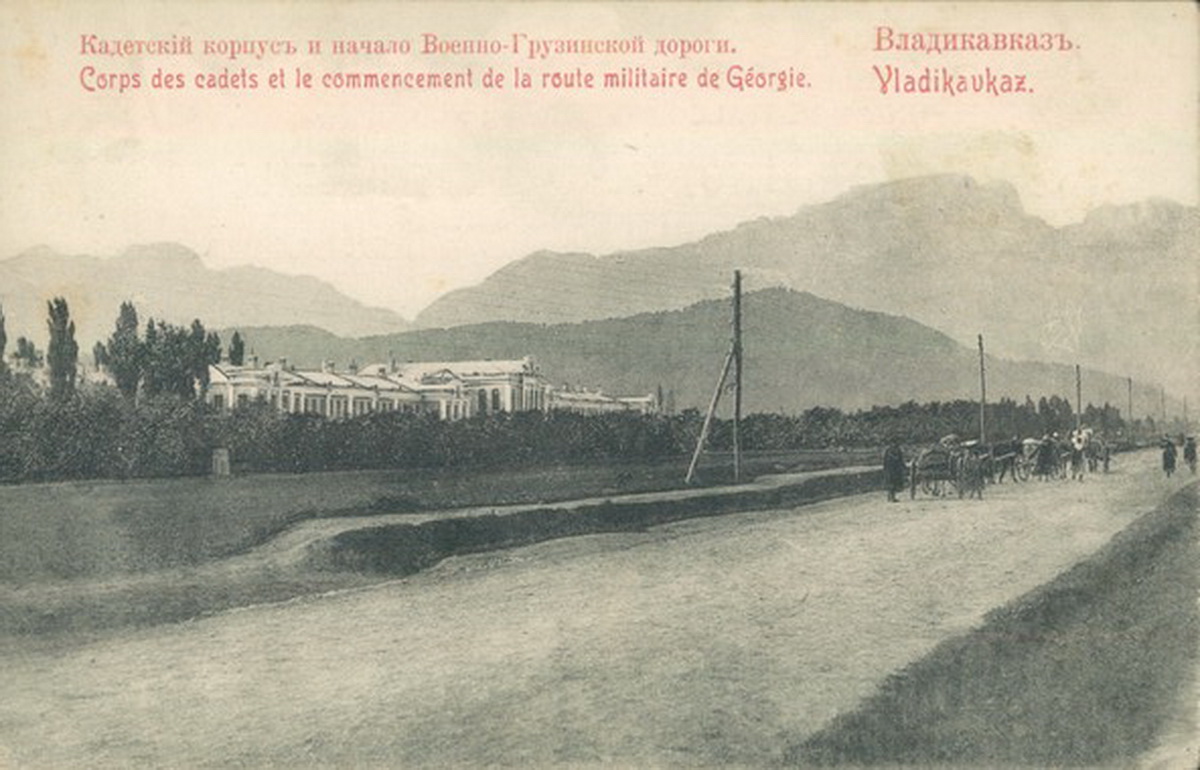 Кадетскій корпусъ и начало Военно-Грузинской дороги.
Corps des cadets et le commencement de la route militaire de Géorgie.
Владикавказъ.
Vladikavkaz.